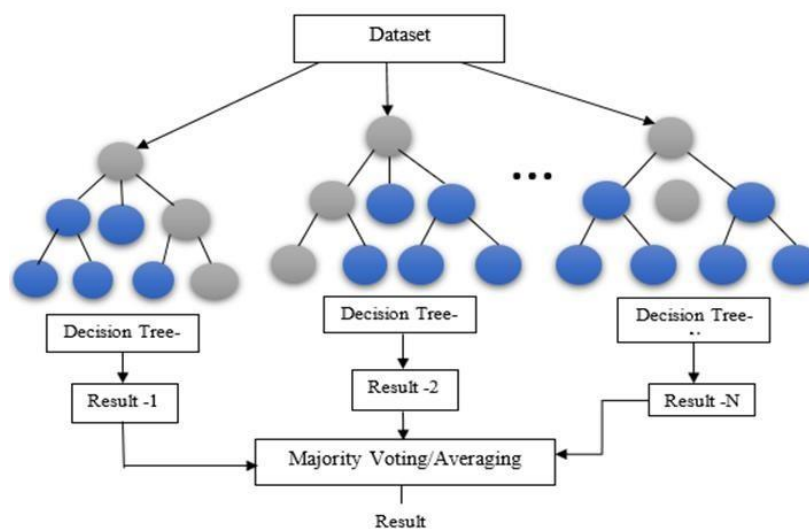 Dataset
...
Decision Tree-
Decision Tree-
Decision Tree-
Result -1
Result -2
Result -N
Majority Voting/Averaging
Result